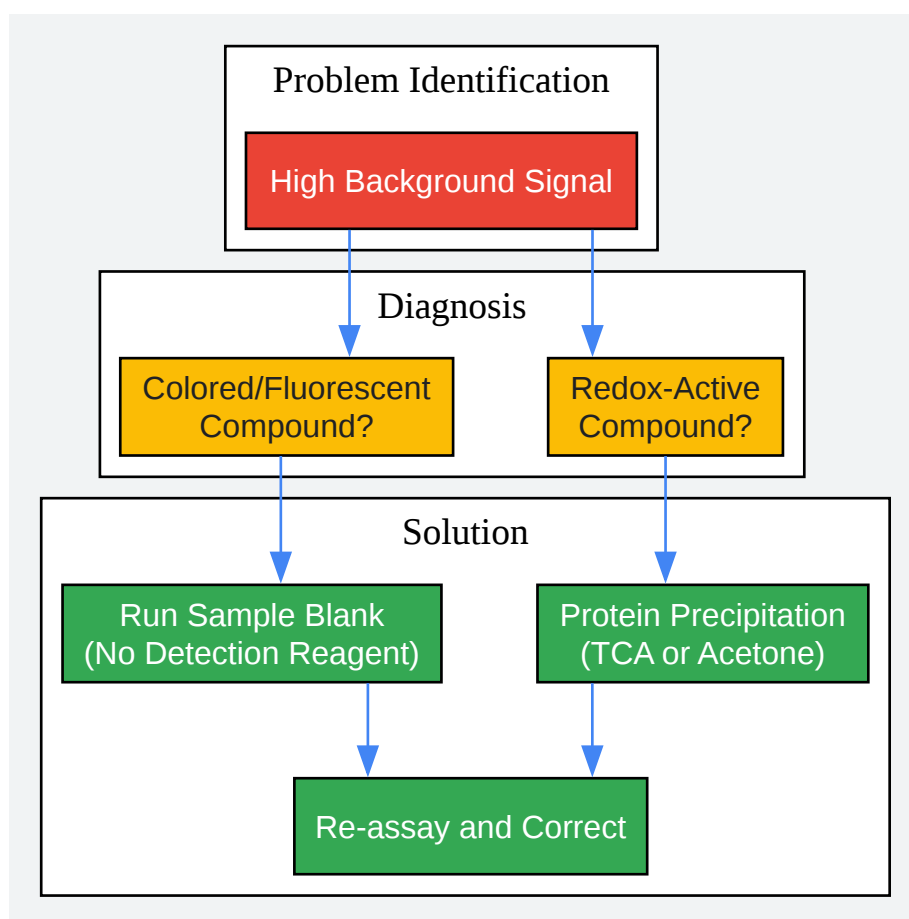 Problem Identification
High Background Signal
Diagnosis
Colored/Fluorescent
Compound?
Redox-Active
Compound?
Solution
Run Sample Blank
(No Detection Reagent)
Protein Precipitation
(TCA or Acetone)
Re-assay and Correct